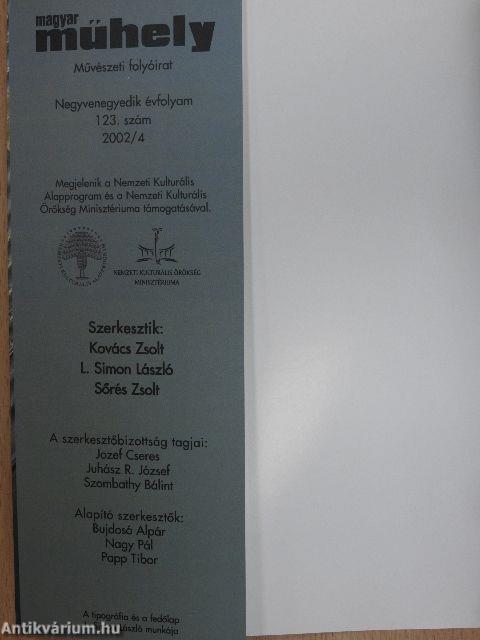 magyar
műhely
Művészeti folyóirat
Negyvenegyedik évfolyam
123. szám
2002/4
Megjelenik a Nemzeti Kulturális
Alapprogram és a Nemzeti Kulturális
Örökség Minisztériuma támogatásával.
NEMZETI KULTURÁLIS ÖRÖKSÉG
MINISZTÉRIUMA
Szerkesztik:
Kovács Zsolt
L. Simon László
Sőrés Zsolt
A szerkesztőbizottság tagjai:
Jozef Cseres
Juhász R. József
Szombathy Bálint
Alapító szerkesztők:
Bujdosó Alpár
Nagy Pál
Papp Tibor
A tipográfia és a fedőlap
munkája
Antikvárium.hu